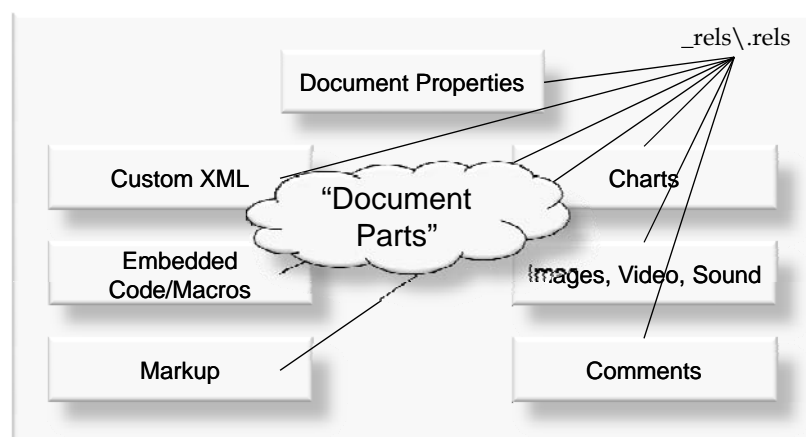 _rels\.rels
Document Properties
Custom XML
Charts
“Document
Parts”
Embedded
Code/Macros
Images, Video, Sound
Markup
Comments